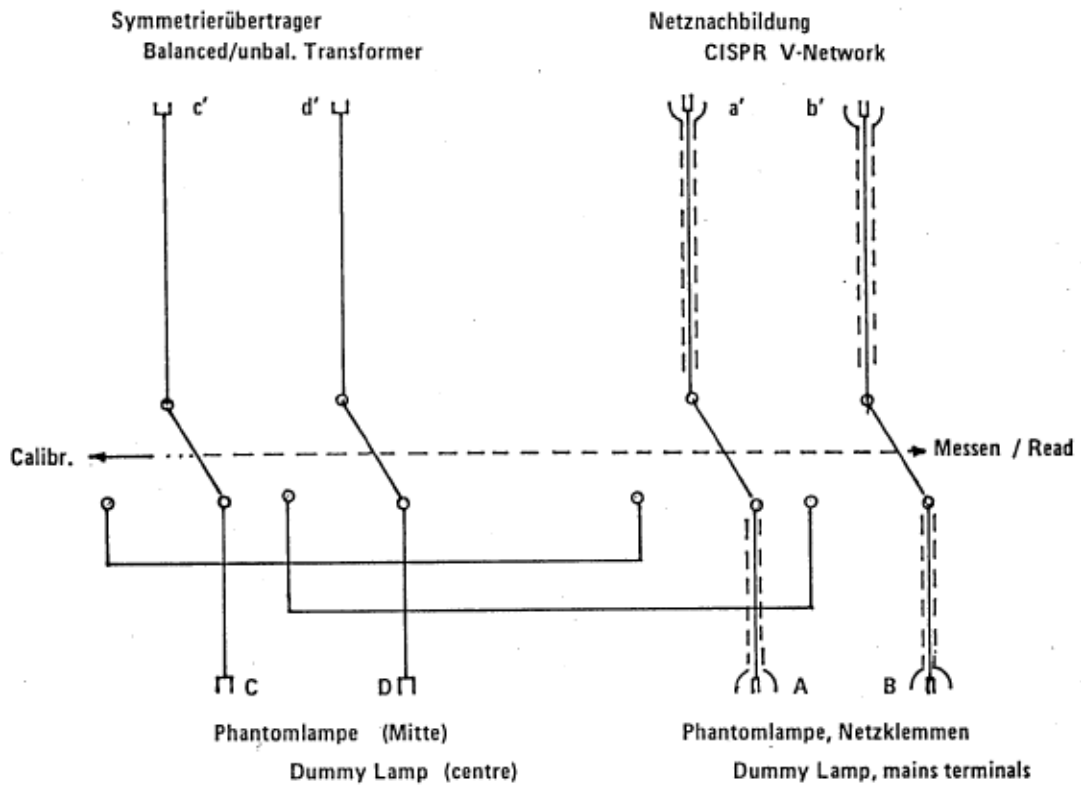 Symmetrierübertrager
Balanced/unbal. Transformer
Netznachbildung
CISPR V-Network
c'
d'
a'
b'
Calibr.
Messen / Read
C
D
A
B
Phantomlampe (Mitte)
Dummy Lamp (centre)
Phantomlampe, Netzklemmen
Dummy Lamp, mains terminals